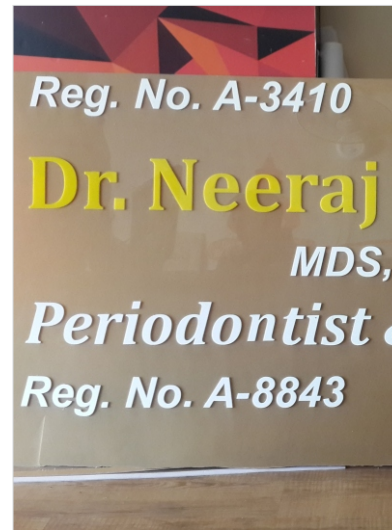 Reg. No. A-3410
Dr. Neeraj
MDS,
Periodontist
Reg. No. A-8843